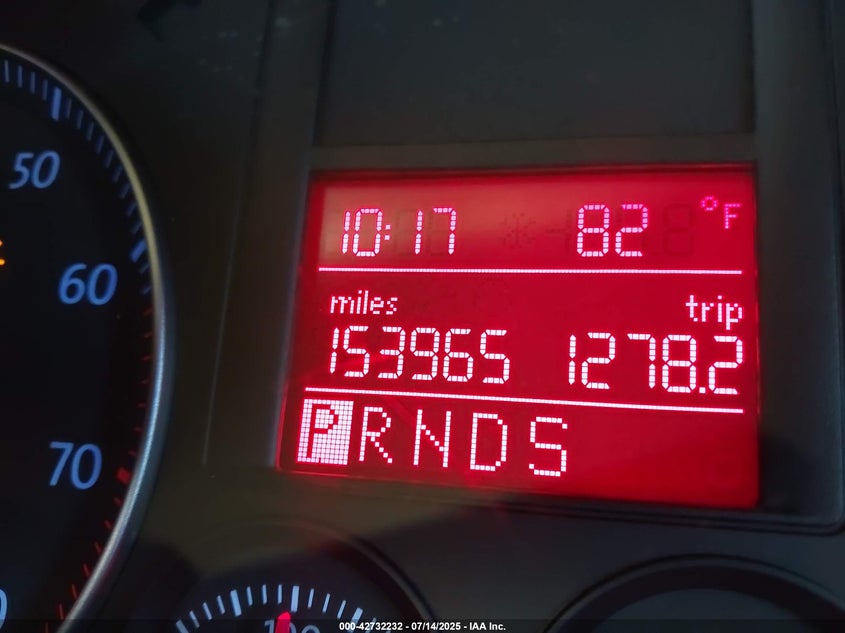 50
60
70
10:17 82 °F
miles trip
153965 1278.2
P R N D S
000-42732232 - 07/14/2025 - IAA Inc.